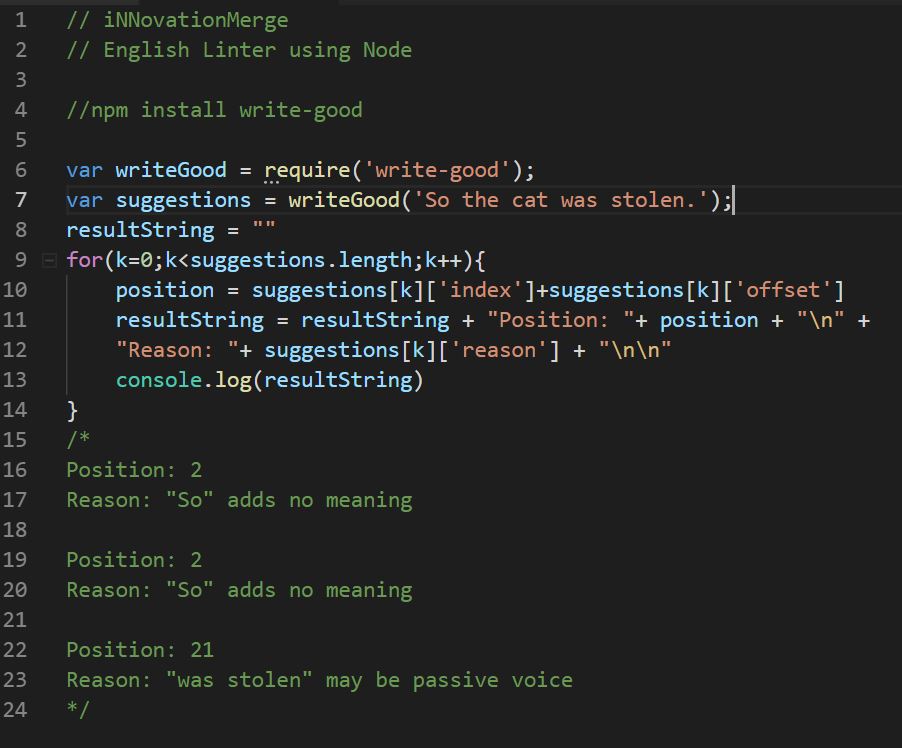 1 // iNNovationMerge
2 // English Linter using Node
3
4 //npm install write-good
5
6 var writeGood = require('write-good');
7 var suggestions = writeGood('So the cat was stolen.');
8 resultString = ""
9 for(k=0;k<suggestions.length;k++){
10     position = suggestions[k]['index']+suggestions[k]['offset']
11     resultString = resultString + "Position: "+ position + "\n" +
12     "Reason: "+ suggestions[k]['reason'] + "\n\n"
13     console.log(resultString)
14 }
15 /*
16 Position: 2
17 Reason: "So" adds no meaning
18
19 Position: 2
20 Reason: "So" adds no meaning
21
22 Position: 21
23 Reason: "was stolen" may be passive voice
24 */